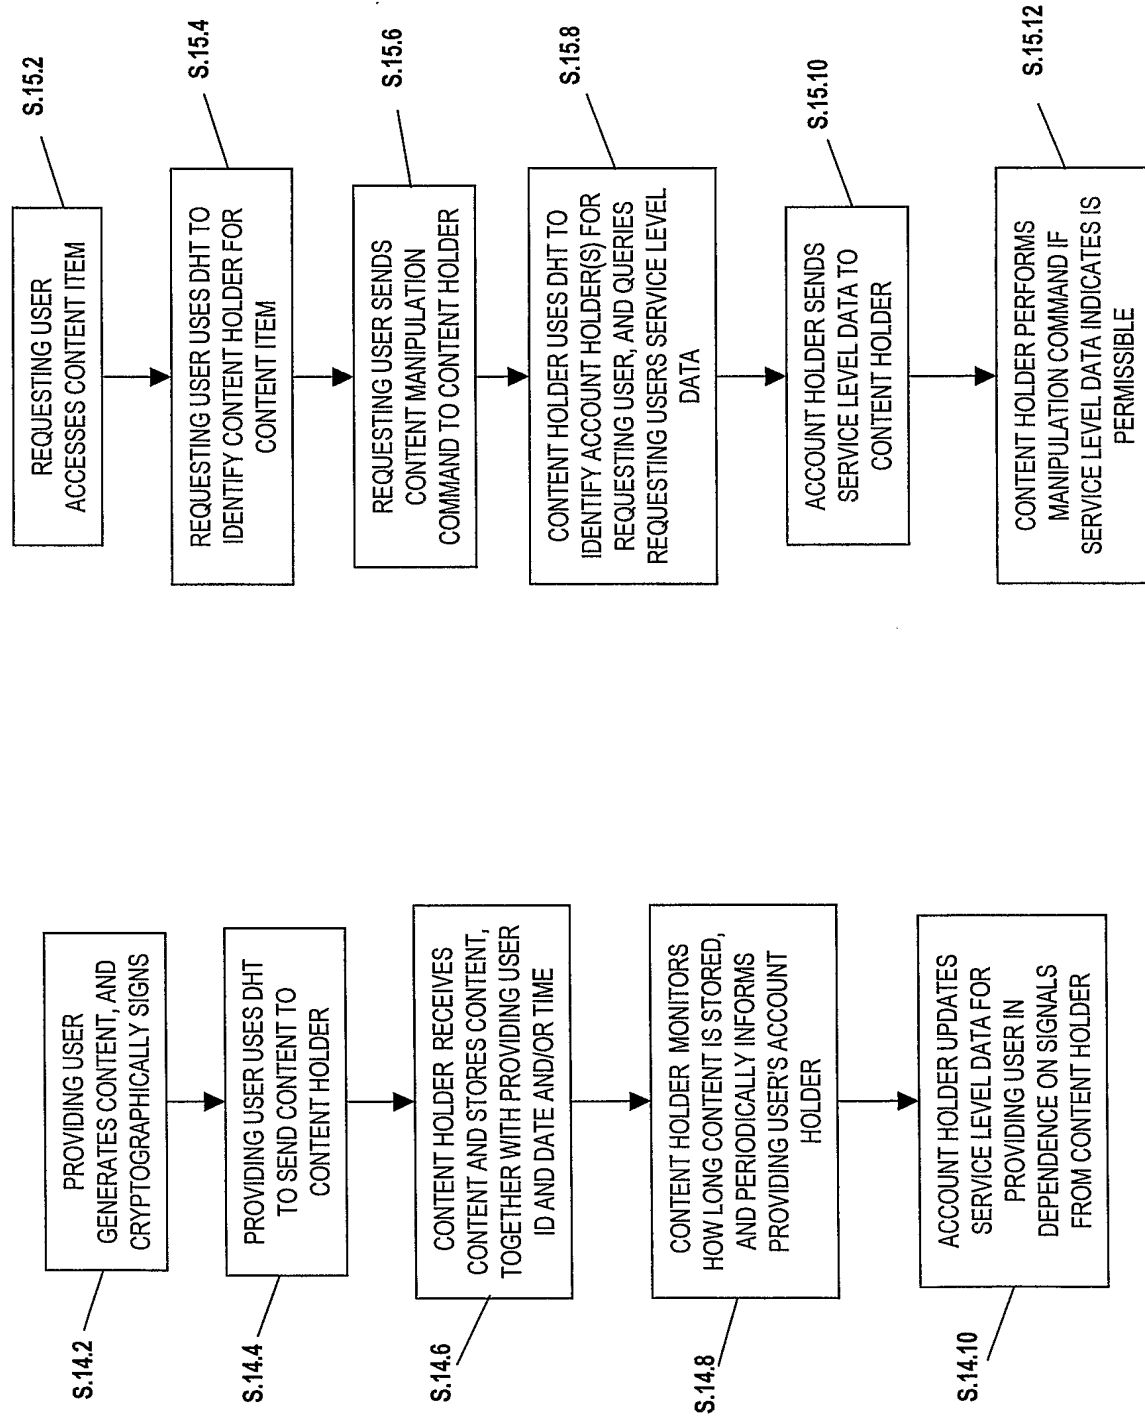 S.14.2
PROVIDING USER
GENERATES CONTENT, AND
CRYPTOGRAPHICALLY SIGNS
S.14.4
PROVIDING USER USES DHT
TO SEND CONTENT TO
CONTENT HOLDER
S.14.6
CONTENT HOLDER RECEIVES
CONTENT AND STORES CONTENT,
TOGETHER WITH PROVIDING USER
ID AND DATE AND/OR TIME
S.14.8
CONTENT HOLDER MONITORS
HOW LONG CONTENT IS STORED,
AND PERIODICALLY INFORMS
PROVIDING USER'S ACCOUNT
HOLDER
S.14.10
ACCOUNT HOLDER UPDATES
SERVICE LEVEL DATA FOR
PROVIDING USER IN
DEPENDENCE ON SIGNALS
FROM CONTENT HOLDER
S.15.2
REQUESTING USER
ACCESSES CONTENT ITEM
S.15.4
REQUESTING USER USES DHT TO
IDENTIFY CONTENT HOLDER FOR
CONTENT ITEM
S.15.6
REQUESTING USER SENDS
CONTENT MANIPULATION
COMMAND TO CONTENT HOLDER
S.15.8
CONTENT HOLDER USES DHT TO
IDENTIFY ACCOUNT HOLDER(S) FOR
REQUESTING USER, AND QUERIES
REQUESTING USERS SERVICE LEVEL
DATA
S.15.10
ACCOUNT HOLDER SENDS
SERVICE LEVEL DATA TO
CONTENT HOLDER
S.15.12
CONTENT HOLDER PERFORMS
MANIPULATION COMMAND IF
SERVICE LEVEL DATA INDICATES IS
PERMISSIBLE